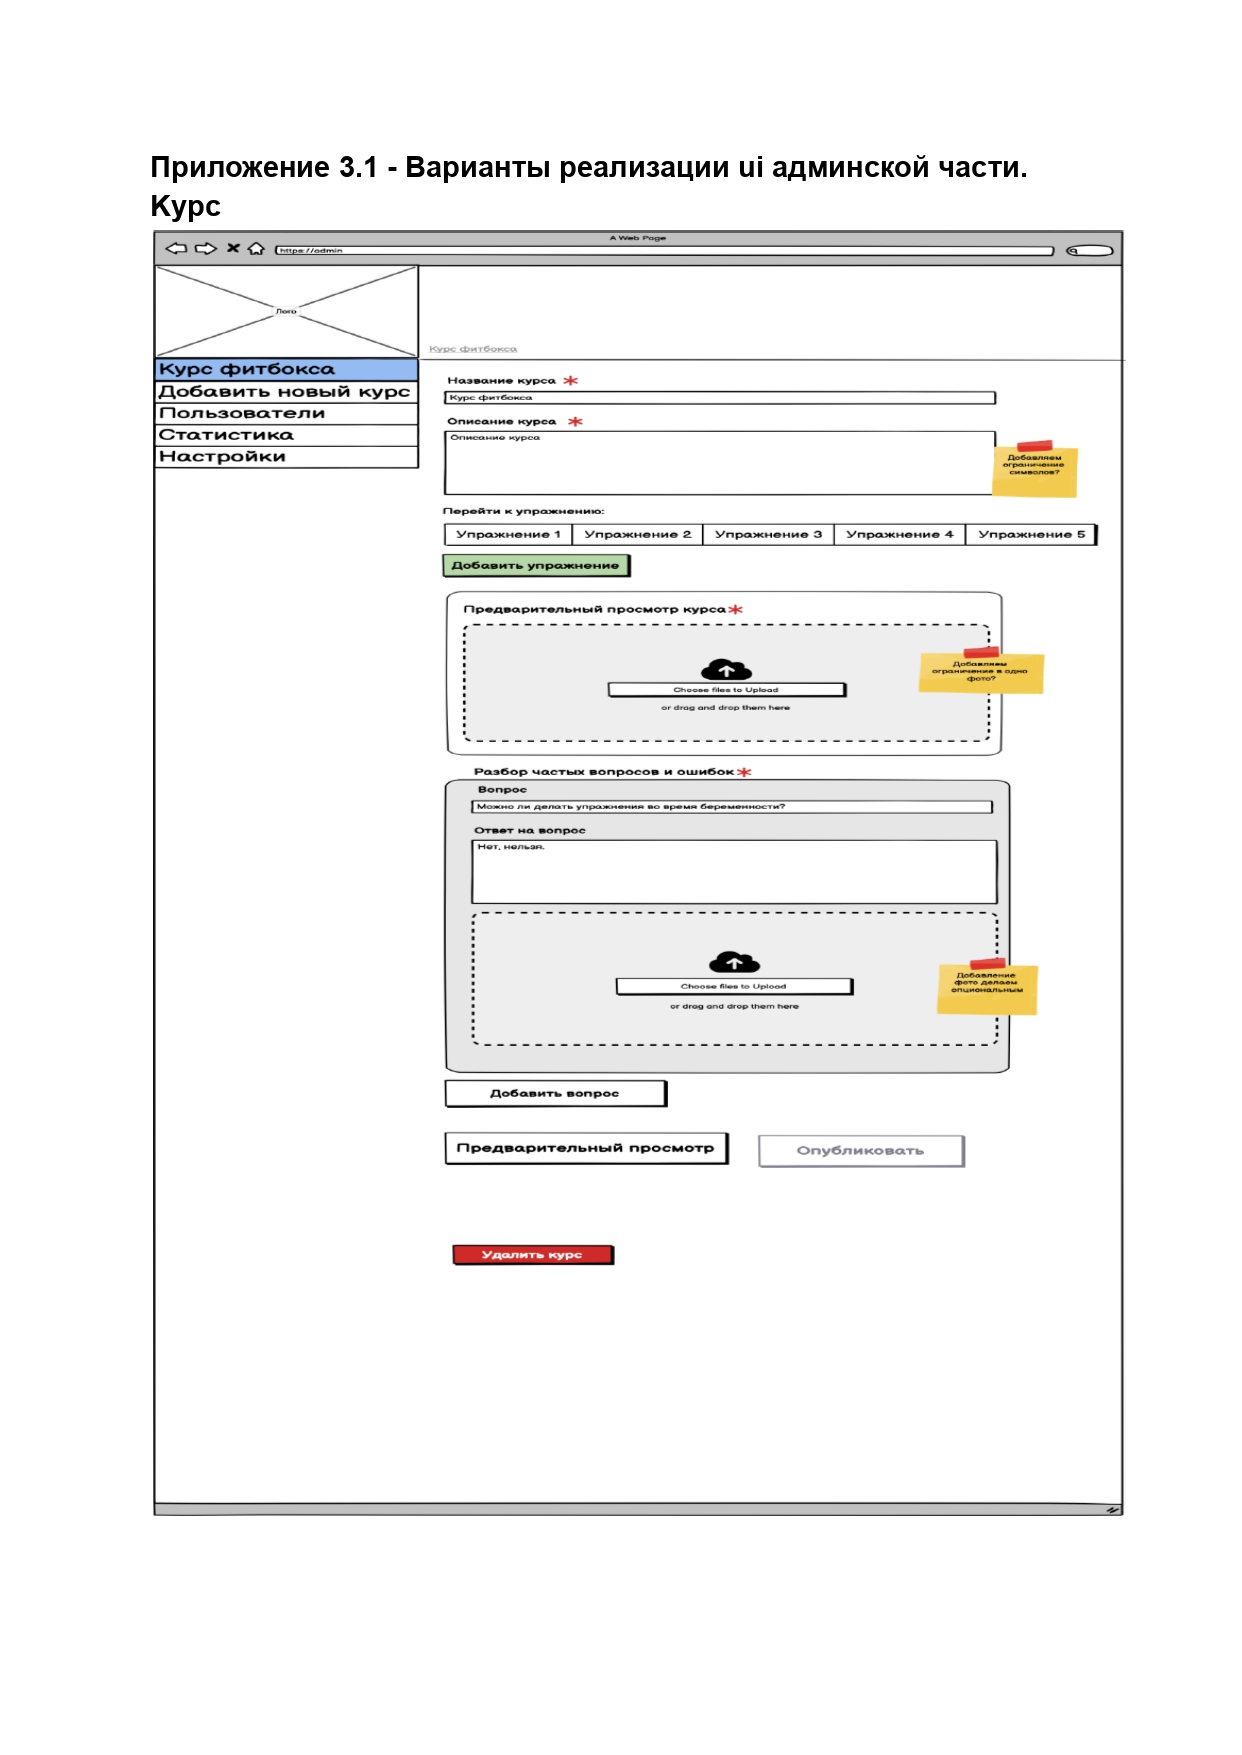 Приложение 3.1 - Варианты реализации ui админской части.
Курс
A Web Page
https://admin
Лого
Курс фитбокса
Курс фитбокса
Добавить новый курс
Пользователи
Статистика
Настройки
Название курса *
Курс фитбокса
Описание курса *
Описание курса
Добавляем
ограничение
символов?
Перейти к упражнению:
Упражнение 1 Упражнение 2 Упражнение 3 Упражнение 4 Упражнение 5
Добавить упражнение
Предварительный просмотр курса*
Добавляем
ограничение в одно
фото?
Choose files to Upload
or drag and drop them here
Разбор частых вопросов и ошибок*
Вопрос
Можно ли делать упражнения во время беременности?
Ответ на вопрос
Нет, нельзя.
Добавление
фото делаем
опциональным
Choose files to Upload
or drag and drop them here
Добавить вопрос
Предварительный просмотр Опубликовать
Удалить курс